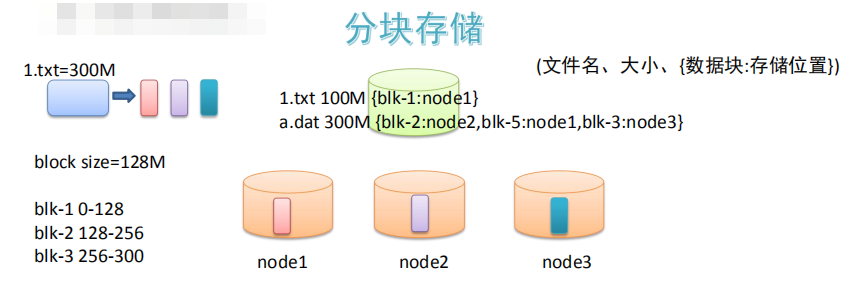 分块存储
1.txt=300M
(文件名、大小、{数据块:存储位置})
1.txt 100M {blk-1:node1}
a.dat 300M {blk-2:node2,blk-5:node1,blk-3:node3}
block size=128M
blk-1 0-128
blk-2 128-256
blk-3 256-300
node1
node2
node3